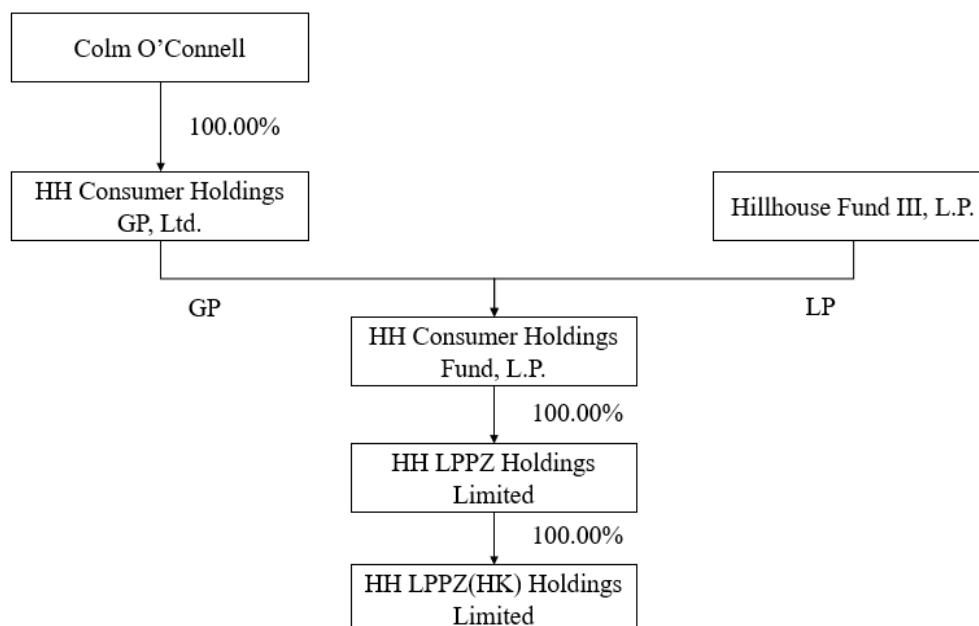 Colm O’Connell
100.00%
HH Consumer Holdings
GP, Ltd.
Hillhouse Fund III, L.P.
GP
LP
HH Consumer Holdings
Fund, L.P.
100.00%
HH LPPZ Holdings
Limited
100.00%
HH LPPZ(HK) Holdings
Limited